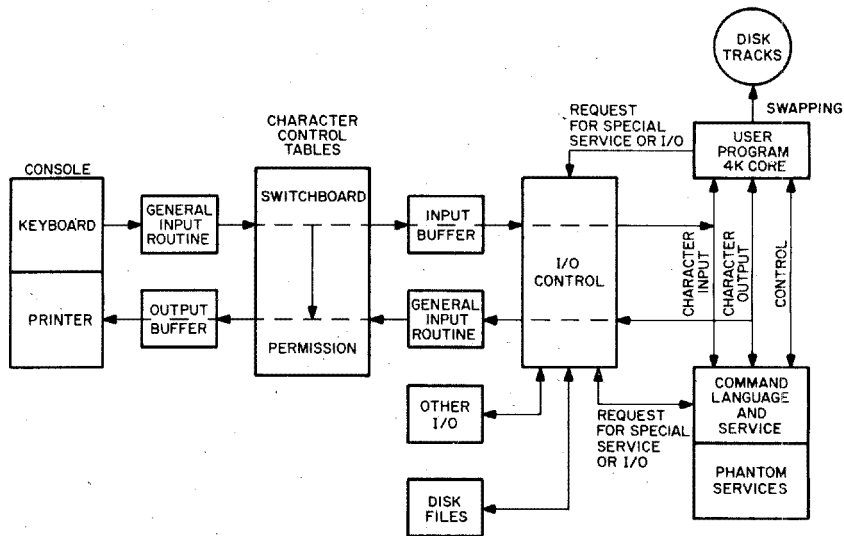 DISK
TRACKS
SWAPPING
REQUEST
FOR SPECIAL
SERVICE OR I/O
USER
PROGRAM
4K CORE
CHARACTER
CONTROL
TABLES
CONSOLE
KEYBOARD
GENERAL
INPUT
ROUTINE
SWITCHBOARD
INPUT
BUFFER
I/O
CONTROL
CHARACTER
INPUT
CHARACTER
OUTPUT
CONTROL
PRINTER
OUTPUT
BUFFER
PERMISSION
GENERAL
INPUT
ROUTINE
OTHER
I/O
REQUEST
FOR SPECIAL
SERVICE
OR I/O
COMMAND
LANGUAGE
AND
SERVICE
PHANTOM
SERVICES
DISK
FILES